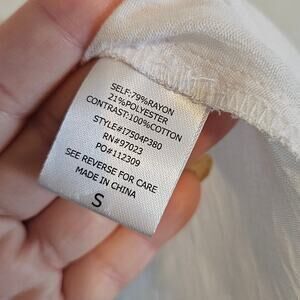 SELF:79%RAYON
21%POLYESTER
CONTRAST:100%COTTON
STYLE#17504P380
RN#97023
PO#112309
SEE REVERSE FOR CARE
MADE IN CHINA
S